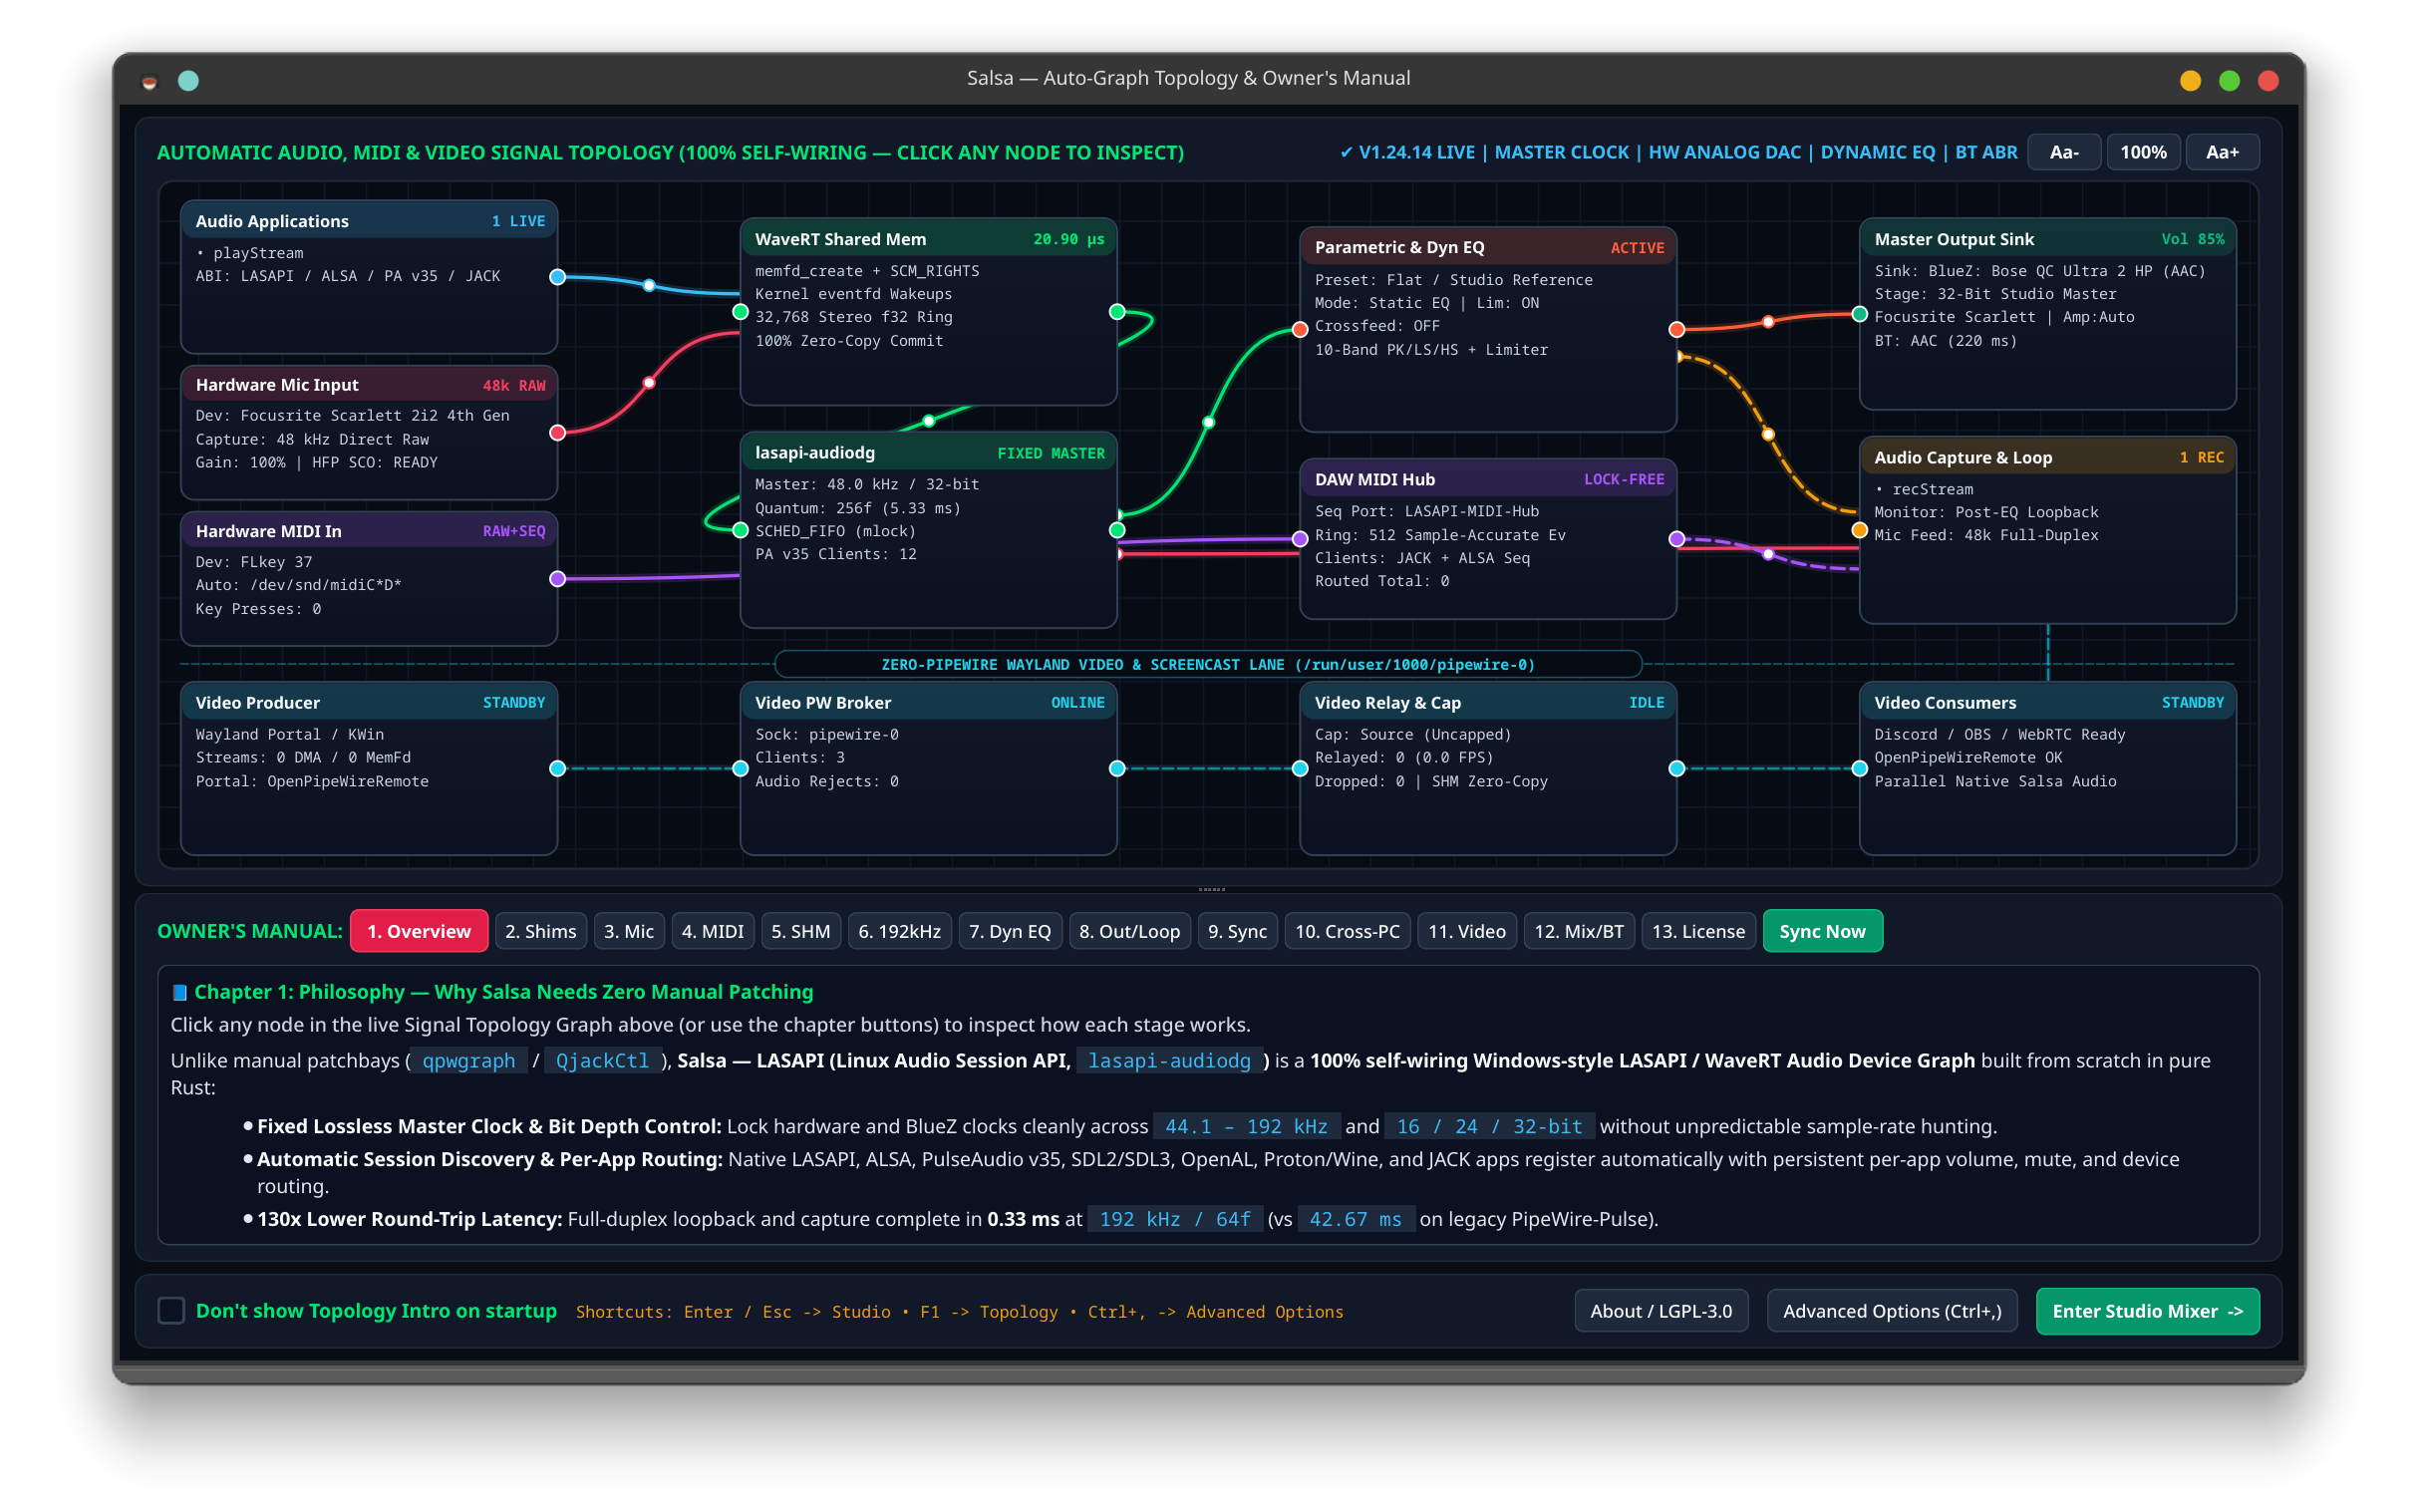 Salsa — Auto-Graph Topology & Owner's Manual
AUTOMATIC AUDIO, MIDI & VIDEO SIGNAL TOPOLOGY (100% SELF-WIRING — CLICK ANY NODE TO INSPECT)
✔ V1.24.14 LIVE | MASTER CLOCK | HW ANALOG DAC | DYNAMIC EQ | BT ABR
Aa-
100%
Aa+
Audio Applications
1 LIVE
• playStream
ABI: LASAPI / ALSA / PA v35 / JACK
Hardware Mic Input
48k RAW
Dev: Focusrite Scarlett 2i2 4th Gen
Capture: 48 kHz Direct Raw
Gain: 100% | HFP SCO: READY
Hardware MIDI In
RAW+SEQ
Dev: FLkey 37
Auto: /dev/snd/midiC*D*
Key Presses: 0
WaveRT Shared Mem
20.90 µs
memfd_create + SCM_RIGHTS
Kernel eventfd Wakeups
32,768 Stereo f32 Ring
100% Zero-Copy Commit
lasapi-audiodg
FIXED MASTER
Master: 48.0 kHz / 32-bit
Quantum: 256f (5.33 ms)
SCHED_FIFO (mlock)
PA v35 Clients: 12
Parametric & Dyn EQ
ACTIVE
Preset: Flat / Studio Reference
Mode: Static EQ | Lim: ON
Crossfeed: OFF
10-Band PK/LS/HS + Limiter
DAW MIDI Hub
LOCK-FREE
Seq Port: LASAPI-MIDI-Hub
Ring: 512 Sample-Accurate Ev
Clients: JACK + ALSA Seq
Routed Total: 0
Master Output Sink
Vol 85%
Sink: BlueZ: Bose QC Ultra 2 HP (AAC)
Stage: 32-Bit Studio Master
Focusrite Scarlett | Amp:Auto
BT: AAC (220 ms)
Audio Capture & Loop
1 REC
• recStream
Monitor: Post-EQ Loopback
Mic Feed: 48k Full-Duplex
ZERO-PIPEWIRE WAYLAND VIDEO & SCREENCAST LANE (/run/user/1000/pipewire-0)
Video Producer
STANDBY
Wayland Portal / KWin
Streams: 0 DMA / 0 MemFd
Portal: OpenPipeWireRemote
Video PW Broker
ONLINE
Sock: pipewire-0
Clients: 3
Audio Rejects: 0
Video Relay & Cap
IDLE
Cap: Source (Uncapped)
Relayed: 0 (0.0 FPS)
Dropped: 0 | SHM Zero-Copy
Video Consumers
STANDBY
Discord / OBS / WebRTC Ready
OpenPipeWireRemote OK
Parallel Native Salsa Audio
OWNER'S MANUAL:
1. Overview
2. Shims
3. Mic
4. MIDI
5. SHM
6. 192kHz
7. Dyn EQ
8. Out/Loop
9. Sync
10. Cross-PC
11. Video
12. Mix/BT
13. License
Sync Now
Chapter 1: Philosophy — Why Salsa Needs Zero Manual Patching
Click any node in the live Signal Topology Graph above (or use the chapter buttons) to inspect how each stage works.
Unlike manual patchbays ( qpwgraph / QjackCtl ), Salsa — LASAPI (Linux Audio Session API, lasapi-audiodg ) is a 100% self-wiring Windows-style LASAPI / WaveRT Audio Device Graph built from scratch in pure
Rust:
• Fixed Lossless Master Clock & Bit Depth Control: Lock hardware and BlueZ clocks cleanly across 44.1 – 192 kHz and 16 / 24 / 32-bit without unpredictable sample-rate hunting.
• Automatic Session Discovery & Per-App Routing: Native LASAPI, ALSA, PulseAudio v35, SDL2/SDL3, OpenAL, Proton/Wine, and JACK apps register automatically with persistent per-app volume, mute, and device
routing.
• 130x Lower Round-Trip Latency: Full-duplex loopback and capture complete in 0.33 ms at 192 kHz / 64f (vs 42.67 ms on legacy PipeWire-Pulse).
Don't show Topology Intro on startup
Shortcuts: Enter / Esc -> Studio • F1 -> Topology • Ctrl+, -> Advanced Options
About / LGPL-3.0
Advanced Options (Ctrl+,)
Enter Studio Mixer ->